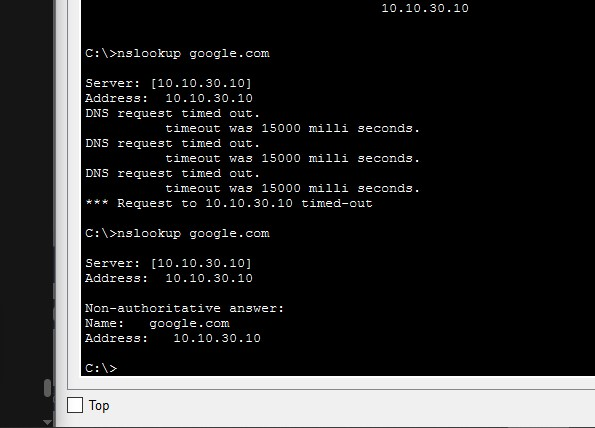 10.10.30.10
C:\>nslookup google.com
Server: [10.10.30.10]
Address:  10.10.30.10
DNS request timed out.
timeout was 15000 milli seconds.
DNS request timed out.
timeout was 15000 milli seconds.
DNS request timed out.
timeout was 15000 milli seconds.
*** Request to 10.10.30.10 timed-out
C:\>nslookup google.com
Server: [10.10.30.10]
Address:  10.10.30.10
Non-authoritative answer:
Name:   google.com
Address:   10.10.30.10
C:\>
Top